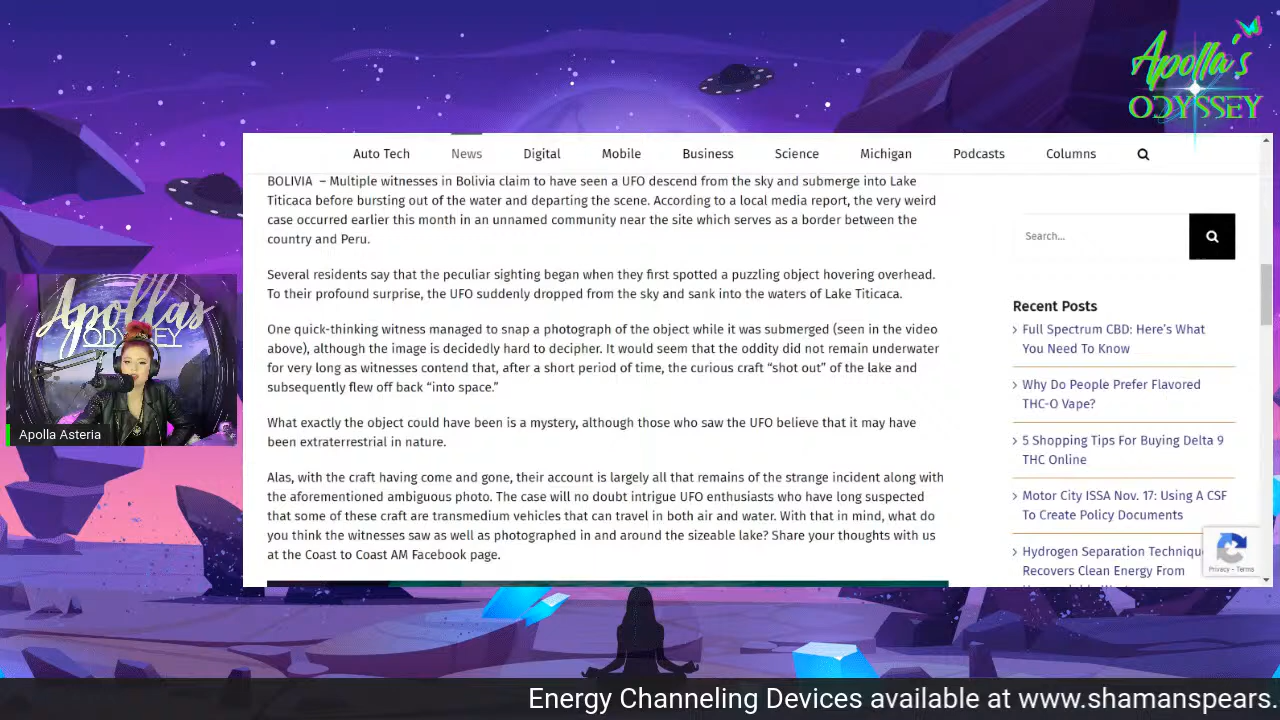 Apolla's
ODYSSEY
Auto Tech News Digital Mobile Business Science Michigan Podcasts Columns
BOLIVIA – Multiple witnesses in Bolivia claim to have seen a UFO descend from the sky and submerge into Lake
Titicaca before bursting out of the water and departing the scene. According to a local media report, the very weird
case occurred earlier this month in an unnamed community near the site which serves as a border between the
country and Peru.
Several residents say that the peculiar sighting began when they first spotted a puzzling object hovering overhead.
To their profound surprise, the UFO suddenly dropped from the sky and sank into the waters of Lake Titicaca.
One quick-thinking witness managed to snap a photograph of the object while it was submerged (seen in the video
above), although the image is decidedly hard to decipher. It would seem that the oddity did not remain underwater
for very long as witnesses contend that, after a short period of time, the curious craft “shot out” of the lake and
subsequently flew off back “into space.”
What exactly the object could have been is a mystery, although those who saw the UFO believe that it may have
been extraterrestrial in nature.
Alas, with the craft having come and gone, their account is largely all that remains of the strange incident along with
the aforementioned ambiguous photo. The case will no doubt intrigue UFO enthusiasts who have long suspected
that some of these craft are transmedium vehicles that can travel in both air and water. With that in mind, what do
you think the witnesses saw as well as photographed in and around the sizeable lake? Share your thoughts with us
at the Coast to Coast AM Facebook page.
Search...
Recent Posts
Full Spectrum CBD: Here’s What
You Need To Know
Why Do People Prefer Flavored
THC-O Vape?
5 Shopping Tips For Buying Delta 9
THC Online
Motor City ISSA Nov. 17: Using A CSF
To Create Policy Documents
Hydrogen Separation Technique
Recovers Clean Energy From
Privacy - Terms
Apollas
ODYSSEY
Apolla Asteria
Energy Channeling Devices available at www.shamanspears.